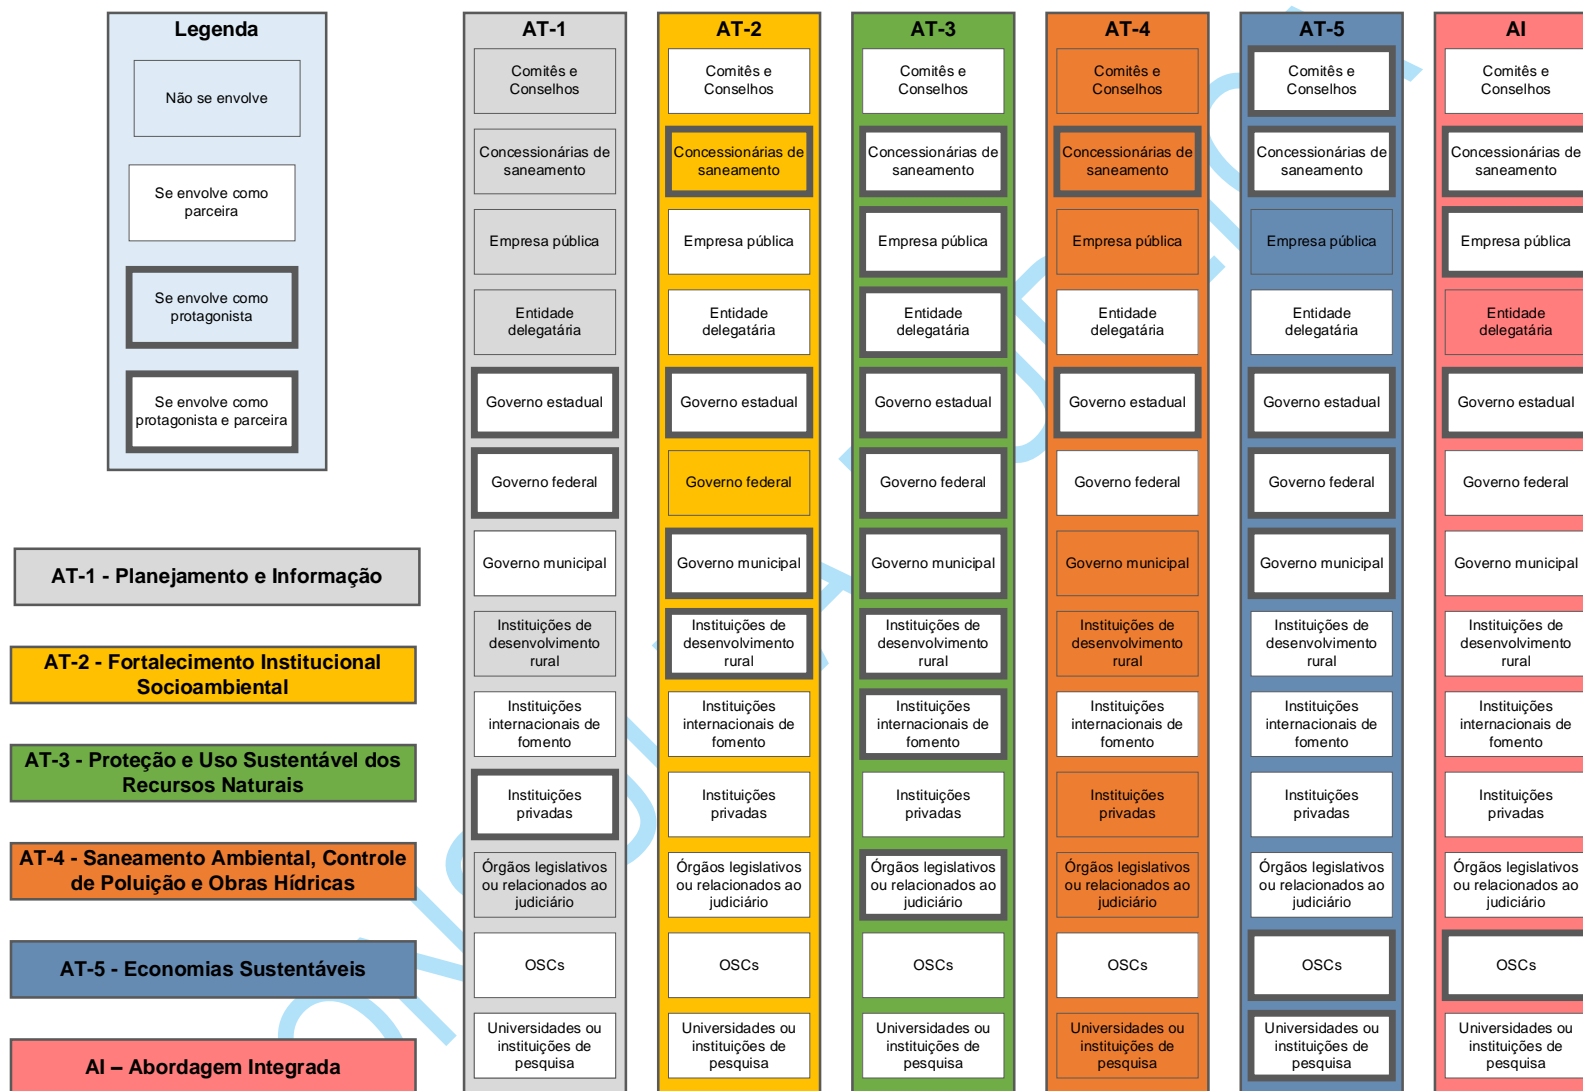 Legenda
Não se envolve
Se envolve como
parceira
Se envolve como
protagonista
Se envolve como
protagonista e parceira
AT-1 - Planejamento e Informação
AT-2 - Fortalecimento Institucional
Socioambiental
AT-3 - Proteção e Uso Sustentável dos
Recursos Naturais
AT-4 - Saneamento Ambiental, Controle
de Poluição e Obras Hídricas
AT-5 - Economias Sustentáveis
AI – Abordagem Integrada
AT-1
Comitês e
Conselhos
Concessionárias de
saneamento
Empresa pública
Entidade
delegatária
Governo estadual
Governo federal
Governo municipal
Instituições de
desenvolvimento
rural
Instituições
internacionais de
fomento
Instituições
privadas
Órgãos legislativos
ou relacionados ao
judiciário
OSCs
Universidades ou
instituições de
pesquisa
AT-2
Comitês e
Conselhos
Concessionárias de
saneamento
Empresa pública
Entidade
delegatária
Governo estadual
Governo federal
Governo municipal
Instituições de
desenvolvimento
rural
Instituições
internacionais de
fomento
Instituições
privadas
Órgãos legislativos
ou relacionados ao
judiciário
OSCs
Universidades ou
instituições de
pesquisa
AT-3
Comitês e
Conselhos
Concessionárias de
saneamento
Empresa pública
Entidade
delegatária
Governo estadual
Governo federal
Governo municipal
Instituições de
desenvolvimento
rural
Instituições
internacionais de
fomento
Instituições
privadas
Órgãos legislativos
ou relacionados ao
judiciário
OSCs
Universidades ou
instituições de
pesquisa
AT-4
Comitês e
Conselhos
Concessionárias de
saneamento
Empresa pública
Entidade
delegatária
Governo estadual
Governo federal
Governo municipal
Instituições de
desenvolvimento
rural
Instituições
internacionais de
fomento
Instituições
privadas
Órgãos legislativos
ou relacionados ao
judiciário
OSCs
Universidades ou
instituições de
pesquisa
AT-5
Comitês e
Conselhos
Concessionárias de
saneamento
Empresa pública
Entidade
delegatária
Governo estadual
Governo federal
Governo municipal
Instituições de
desenvolvimento
rural
Instituições
internacionais de
fomento
Instituições
privadas
Órgãos legislativos
ou relacionados ao
judiciário
OSCs
Universidades ou
instituições de
pesquisa
AI
Comitês e
Conselhos
Concessionárias de
saneamento
Empresa pública
Entidade
delegatária
Governo estadual
Governo federal
Governo municipal
Instituições de
desenvolvimento
rural
Instituições
internacionais de
fomento
Instituições
privadas
Órgãos legislativos
ou relacionados ao
judiciário
OSCs
Universidades ou
instituições de
pesquisa